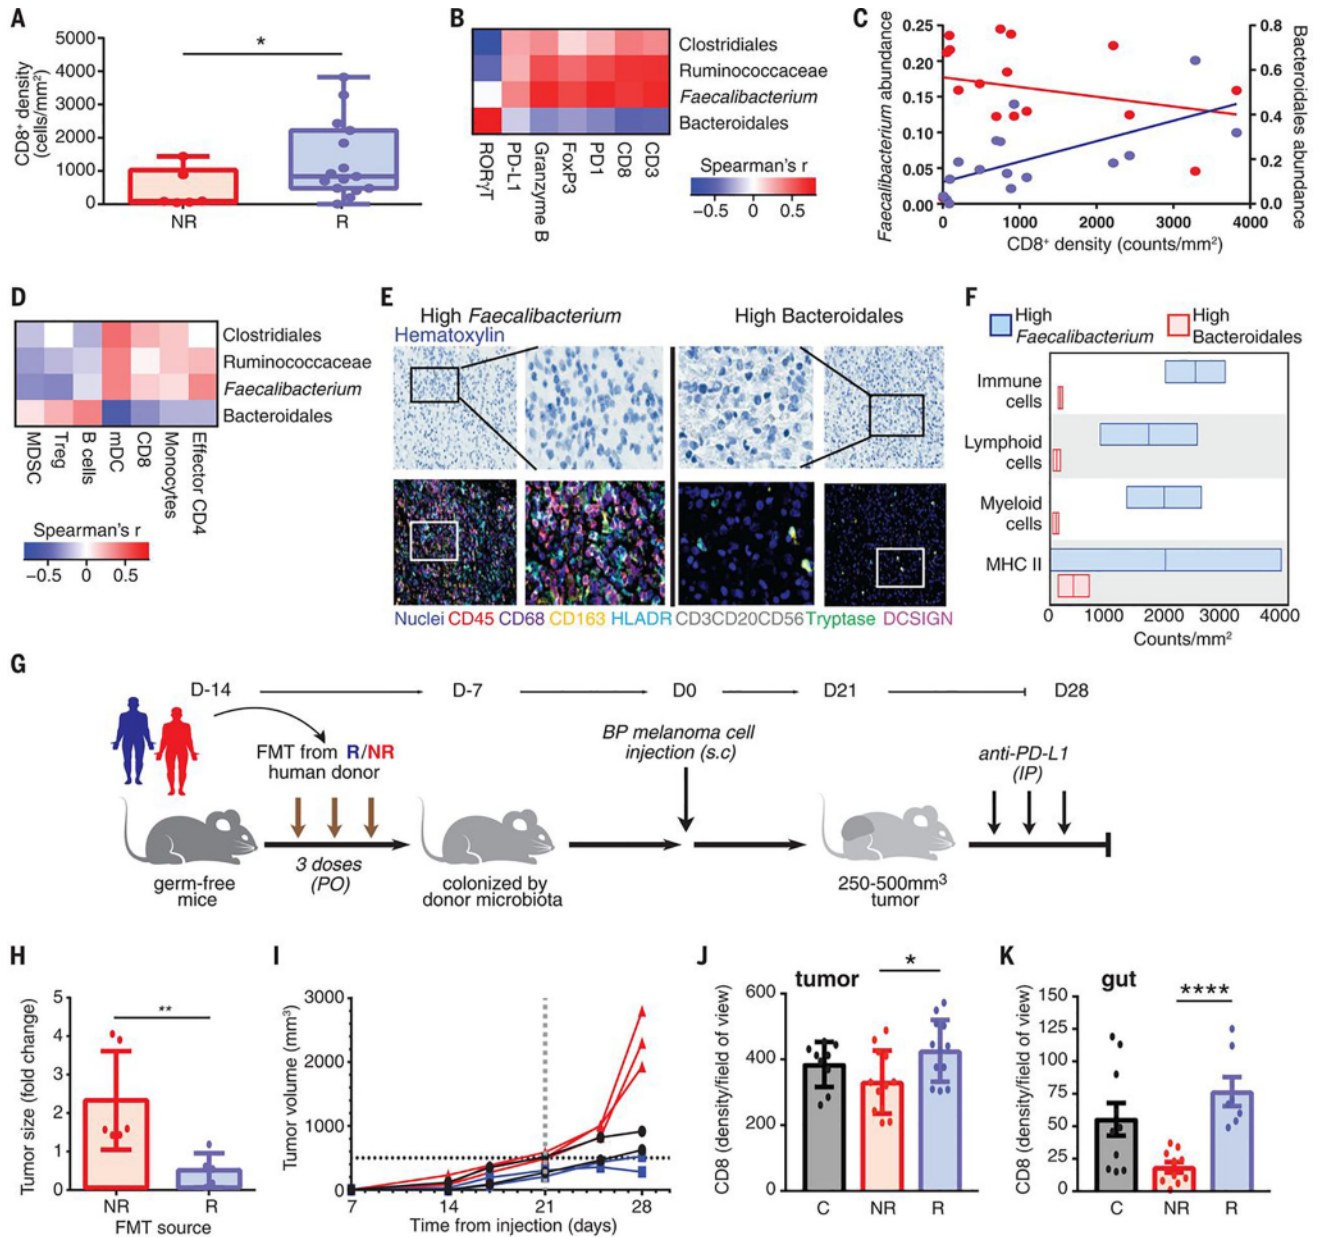 A
CD8+ density
(cells/mm2)
5000
4000
3000
2000
1000
0
*
NR
R
B
Clostridiales
Ruminococcaceae
Faecalibacterium
Bacteroidales
RORγT
PD-L1
Granzyme B
FoxP3
PD1
CD8
CD3
Spearman's r
−0.5
0
0.5
C
Faecalibacterium abundance
0.25
0.20
0.15
0.10
0.05
0.00
0
1000
2000
3000
4000
CD8+ density (counts/mm2)
0.8
0.6
0.4
0.2
0.0
Bacteroidales abundance
D
Clostridiales
Ruminococcaceae
Faecalibacterium
Bacteroidales
MDSC
Treg
B cells
mDC
CD8
Monocytes
Effector CD4
Spearman's r
−0.5
0
0.5
E
High Faecalibacterium
High Bacteroidales
Hematoxylin
Nuclei CD45 CD68 CD163 HLADR CD3CD20CD56 Tryptase DCSIGN
F
High
Faecalibacterium
High
Bacteroidales
Immune
cells
Lymphoid
cells
Myeloid
cells
MHC II
0 1000 2000 3000 4000
Counts/mm2
G
D-14
D-7
D0
D21
D28
FMT from R/NR
human donor
BP melanoma cell
injection (s.c)
anti-PD-L1
(IP)
3 doses
(PO)
germ-free
mice
colonized by
donor microbiota
250-500mm3
tumor
H
Tumor size (fold change)
5
4
3
2
1
0
**
NR
R
FMT source
I
Tumor volume (mm3)
3000
2000
1000
0
7
14
21
28
Time from injection (days)
J
tumor
CD8 (density/field of view)
600
400
200
0
*
C
NR
R
K
gut
CD8 (density/field of view)
150
125
100
75
50
25
0
****
C
NR
R